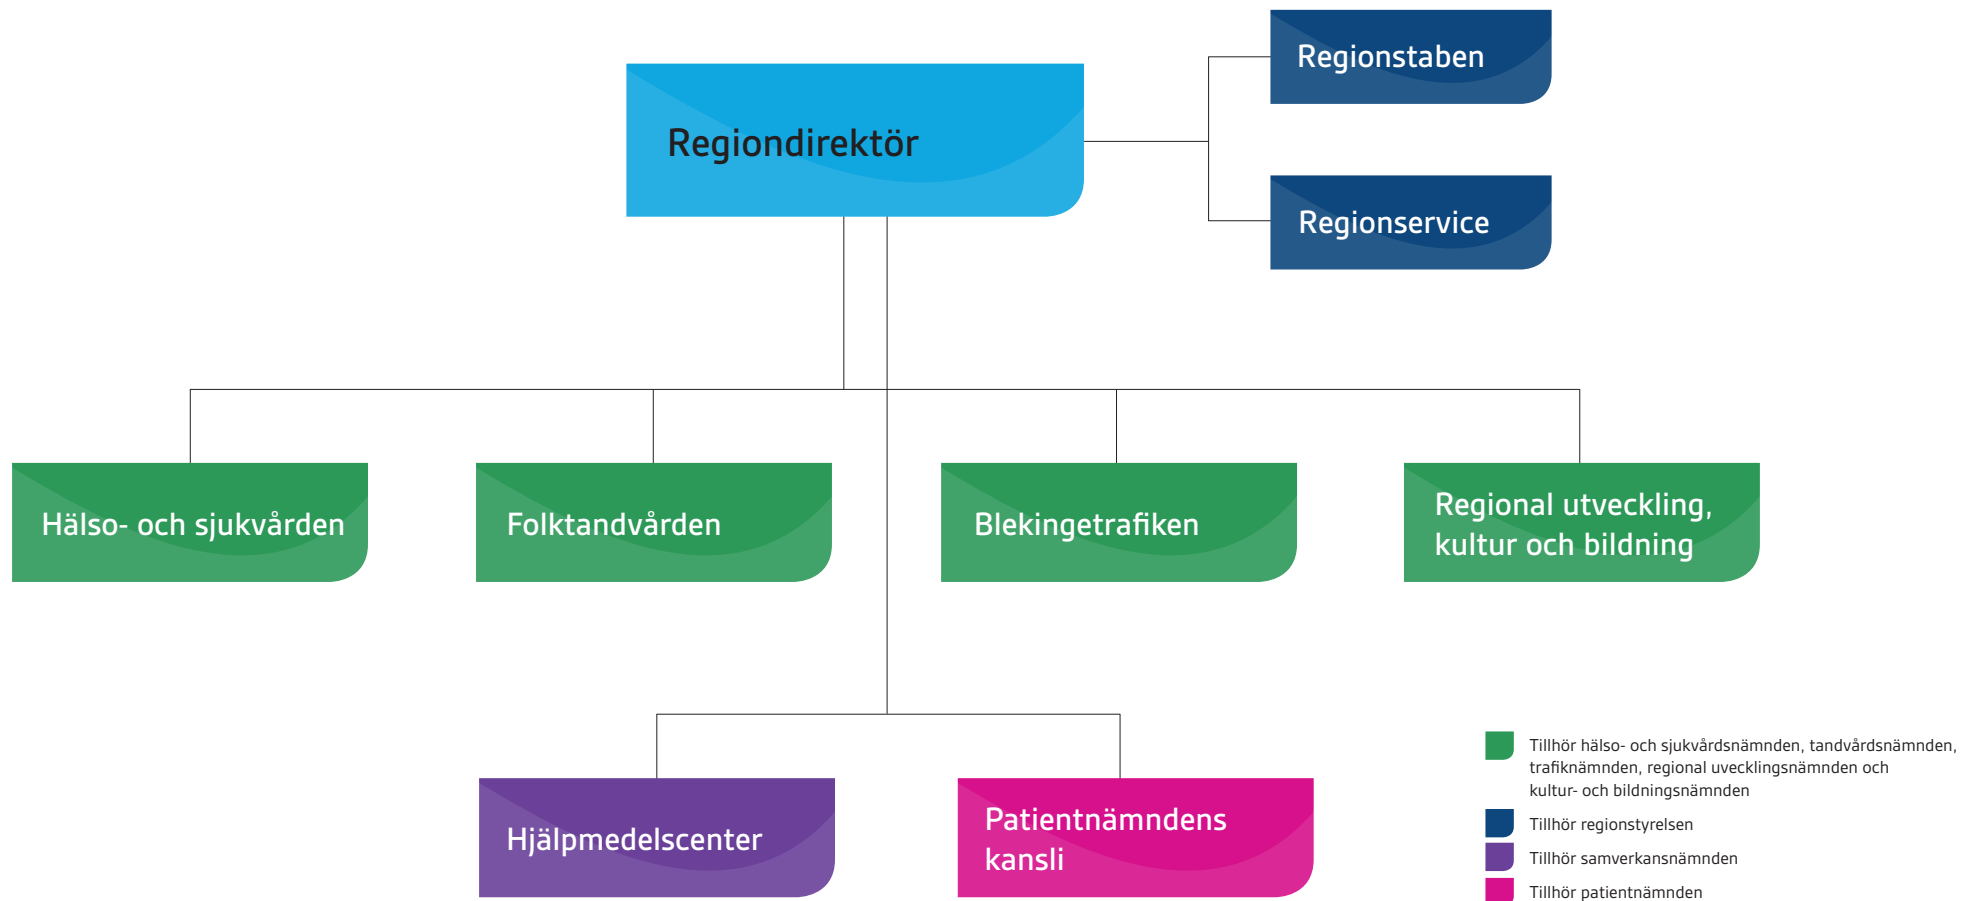 Regiondirektör
Regionstaben
Regionservice
Hälso- och sjukvården
Folktandvården
Blekingetrafiken
Regional utveckling,
kultur och bildning
Hjälpmedelscenter
Patientnämndens
kansli
Tillhör hälso- och sjukvårdsnämnden, tandvårdsnämnden,
trafiknämnden, regional uvecklingsnämnden och
kultur- och bildningsnämnden
Tillhör regionstyrelsen
Tillhör samverkansnämnden
Tillhör patientnämnden